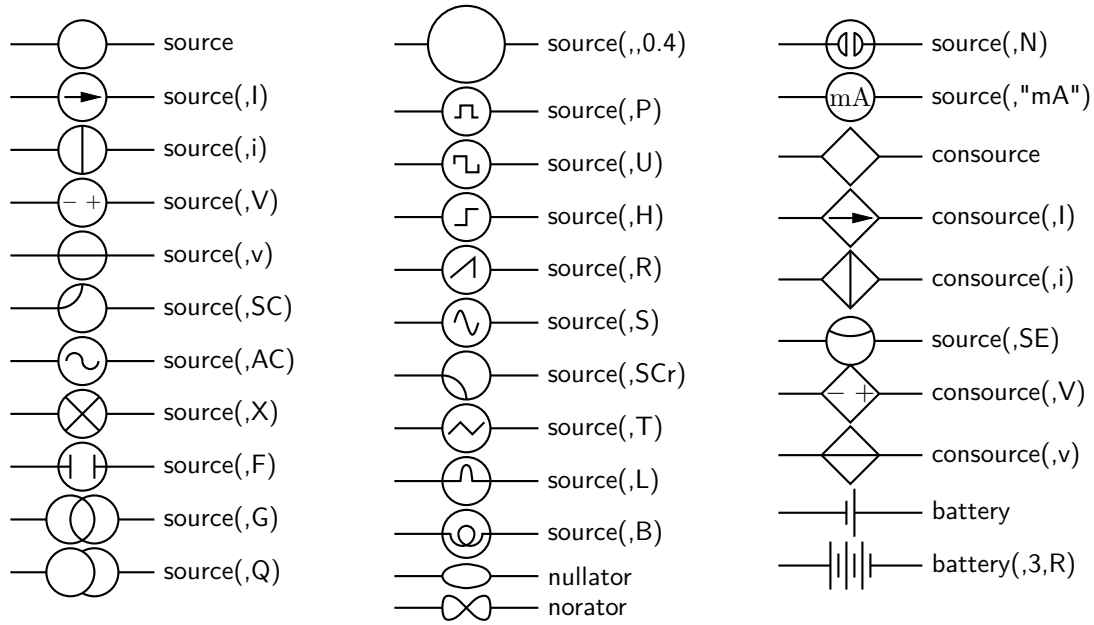 source
source(,I)
source(,i)
source(,V)
− +
source(,v)
source(,SC)
source(,AC)
source(,X)
source(,F)
source(,G)
source(,Q)
source(,,0.4)
source(,P)
source(,U)
source(,H)
source(,R)
source(,S)
source(,SCr)
source(,T)
source(,L)
source(,B)
nullator
norator
source(,N)
mA
source(,"mA")
consource
consource(,I)
consource(,i)
source(,SE)
− +
consource(,V)
consource(,v)
battery
battery(,3,R)